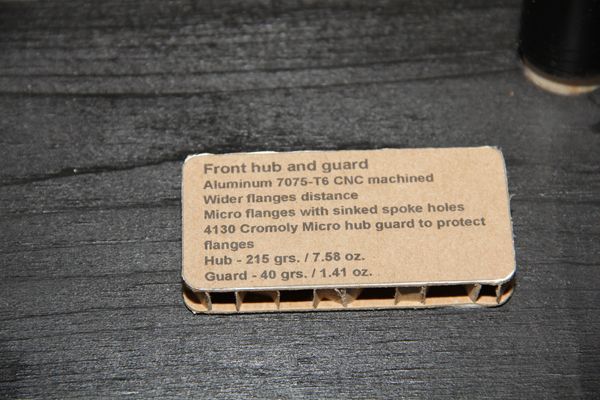 Front hub and guard
Aluminum 7075-T6 CNC machined
Wider flanges distance
Micro flanges with sinked spoke holes
4130 Cromoly Micro hub guard to protect
flanges
Hub - 215 grs. / 7.58 oz.
Guard - 40 grs. / 1.41 oz.